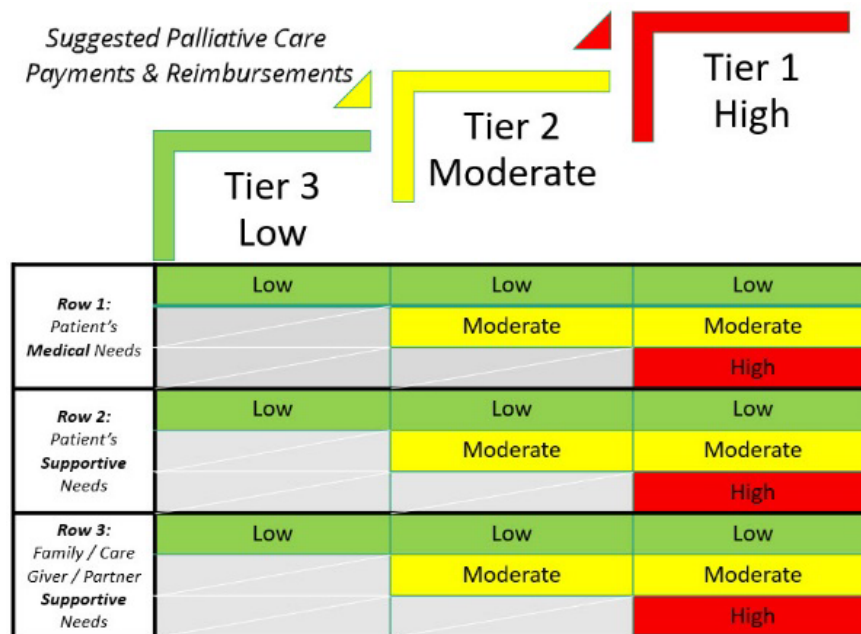 Suggested Palliative Care
Payments & Reimbursements
Tier 1
High
Tier 2
Moderate
Tier 3
Low
Row 1:
Patient's
Medical Needs
Low Low Low
Moderate Moderate
High
Row 2:
Patient's
Supportive
Needs
Low Low Low
Moderate Moderate
High
Row 3:
Family / Care
Giver / Partner
Supportive
Needs
Low Low Low
Moderate Moderate
High